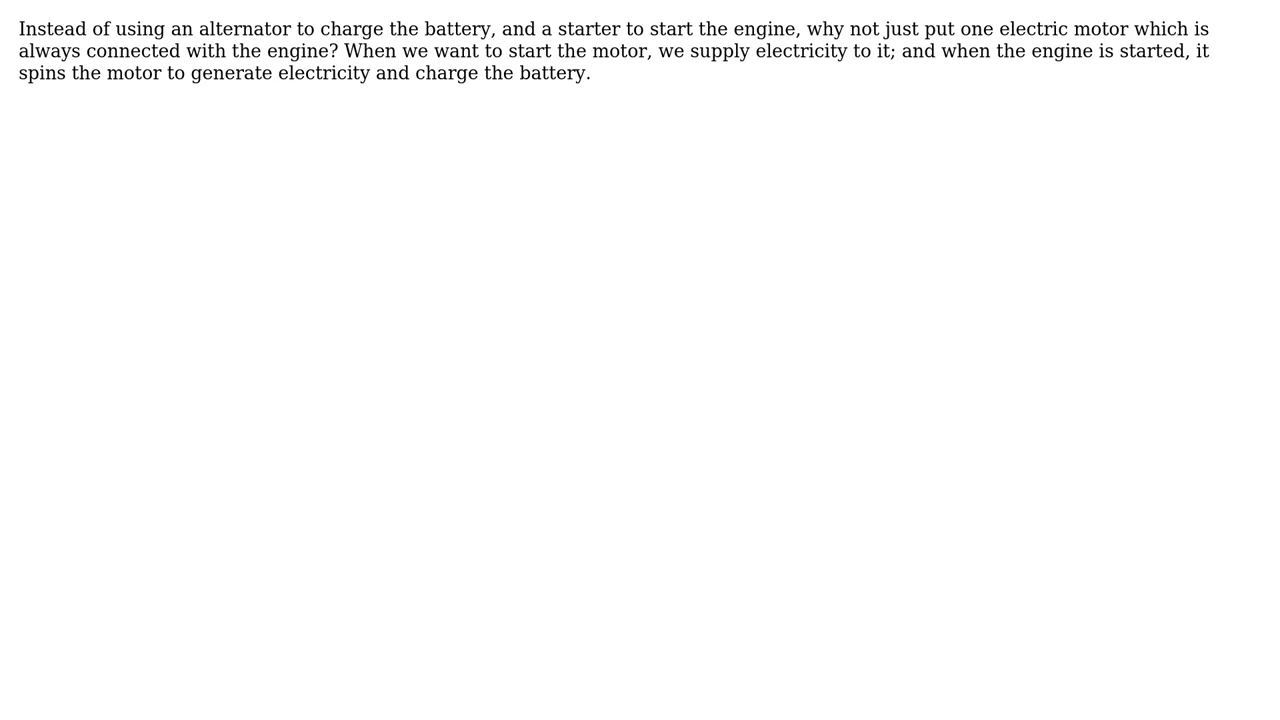 Instead of using an alternator to charge the battery, and a starter to start the engine, why not just put one electric motor which is
always connected with the engine? When we want to start the motor, we supply electricity to it; and when the engine is started, it
spins the motor to generate electricity and charge the battery.